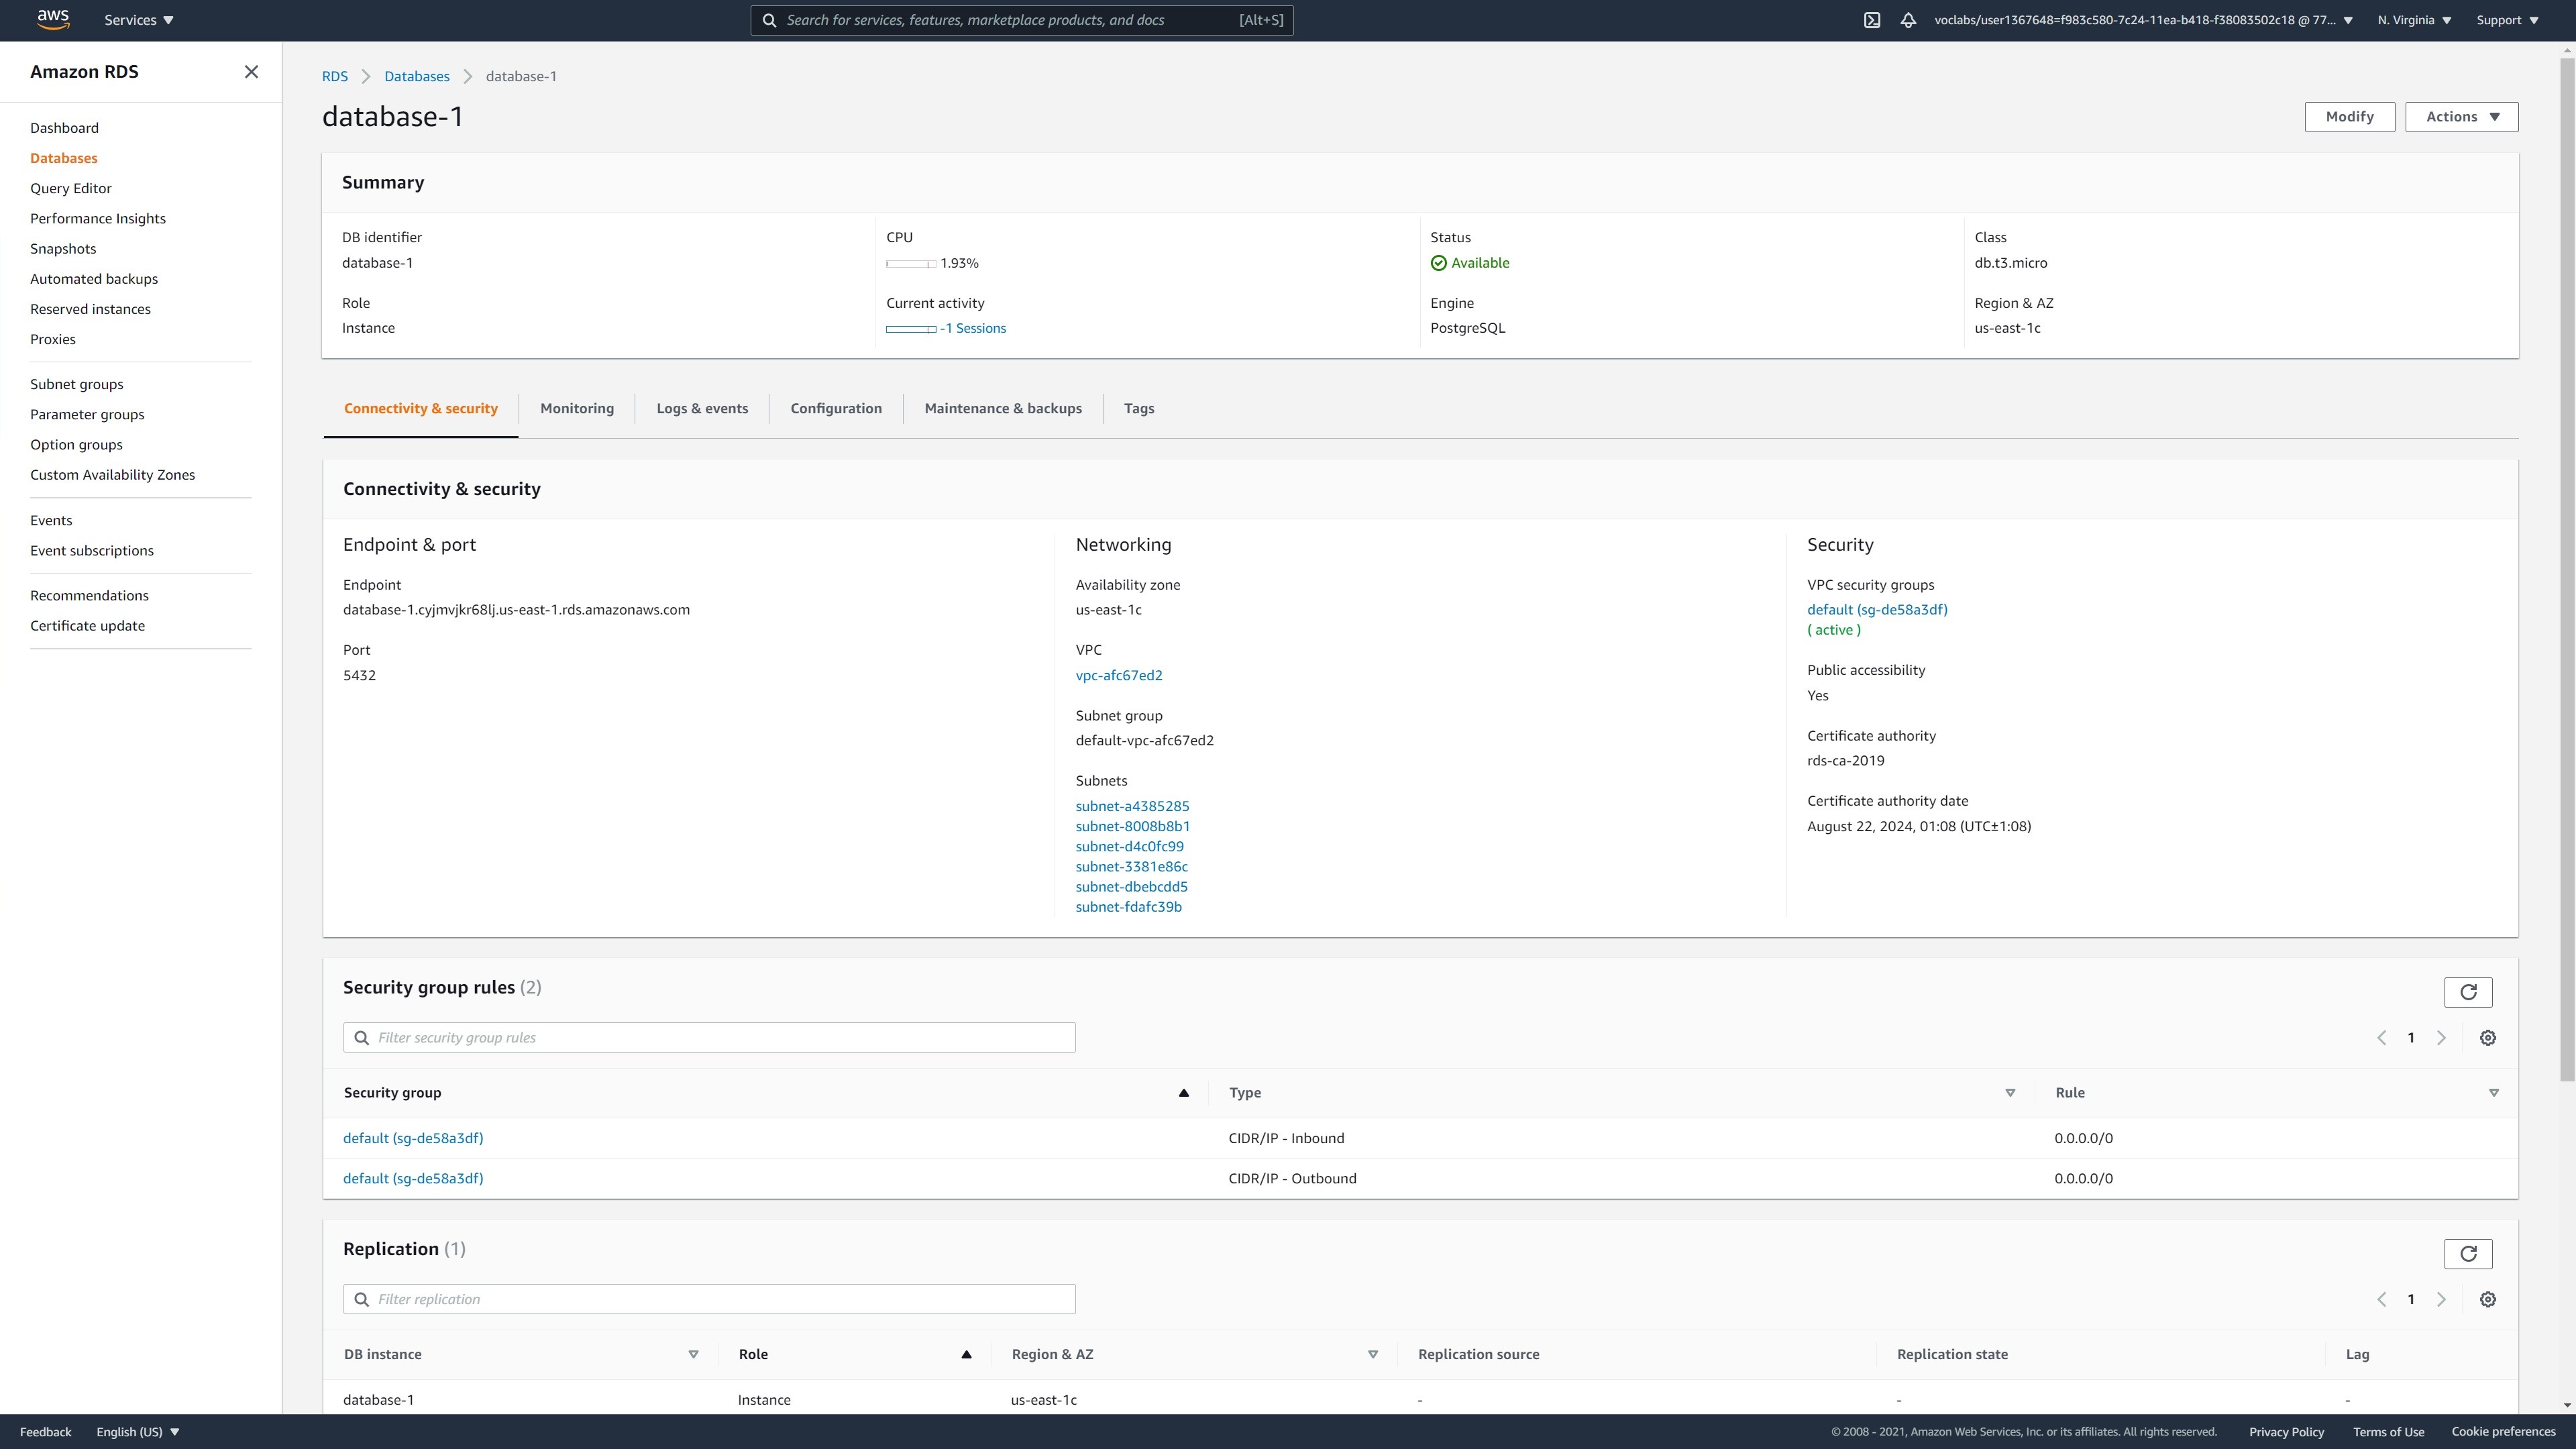 aws Services Search for services, features, marketplace products, and docs [Alt+S] voclabs/user1367648=f983c580-7c24-11ea-b418-f38083502c18 @ 77... N. Virginia Support
Amazon RDS
Dashboard
Databases
Query Editor
Performance Insights
Snapshots
Automated backups
Reserved instances
Proxies
Subnet groups
Parameter groups
Option groups
Custom Availability Zones
Events
Event subscriptions
Recommendations
Certificate update
RDS Databases database-1
database-1
Modify Actions
Summary
DB identifier
database-1
Role
Instance
CPU
1.93%
Current activity
-1 Sessions
Status
Available
Engine
PostgreSQL
Class
db.t3.micro
Region & AZ
us-east-1c
Connectivity & security Monitoring Logs & events Configuration Maintenance & backups Tags
Connectivity & security
Endpoint & port
Endpoint
database-1.cyjmvjkr68lj.us-east-1.rds.amazonaws.com
Port
5432
Networking
Availability zone
us-east-1c
VPC
vpc-afc67ed2
Subnet group
default-vpc-afc67ed2
Subnets
subnet-a4385285
subnet-8008b8b1
subnet-d4c0fc99
subnet-3381e86c
subnet-dbebcdd5
subnet-fdafc39b
Security
VPC security groups
default (sg-de58a3df)
( active )
Public accessibility
Yes
Certificate authority
rds-ca-2019
Certificate authority date
August 22, 2024, 01:08 (UTC±1:08)
Security group rules (2)
Filter security group rules
1
Security group Type Rule
default (sg-de58a3df) CIDR/IP - Inbound 0.0.0.0/0
default (sg-de58a3df) CIDR/IP - Outbound 0.0.0.0/0
Replication (1)
Filter replication
1
DB instance Role Region & AZ Replication source Replication state Lag
database-1 Instance us-east-1c - - -
Feedback English (US) © 2008 - 2021, Amazon Web Services, Inc. or its affiliates. All rights reserved. Privacy Policy Terms of Use Cookie preferences